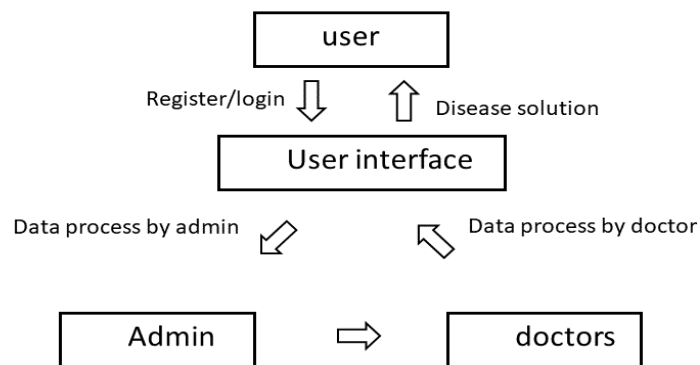 user
Register/login
Disease solution
User interface
Data process by admin
Data process by doctor
Admin
doctors